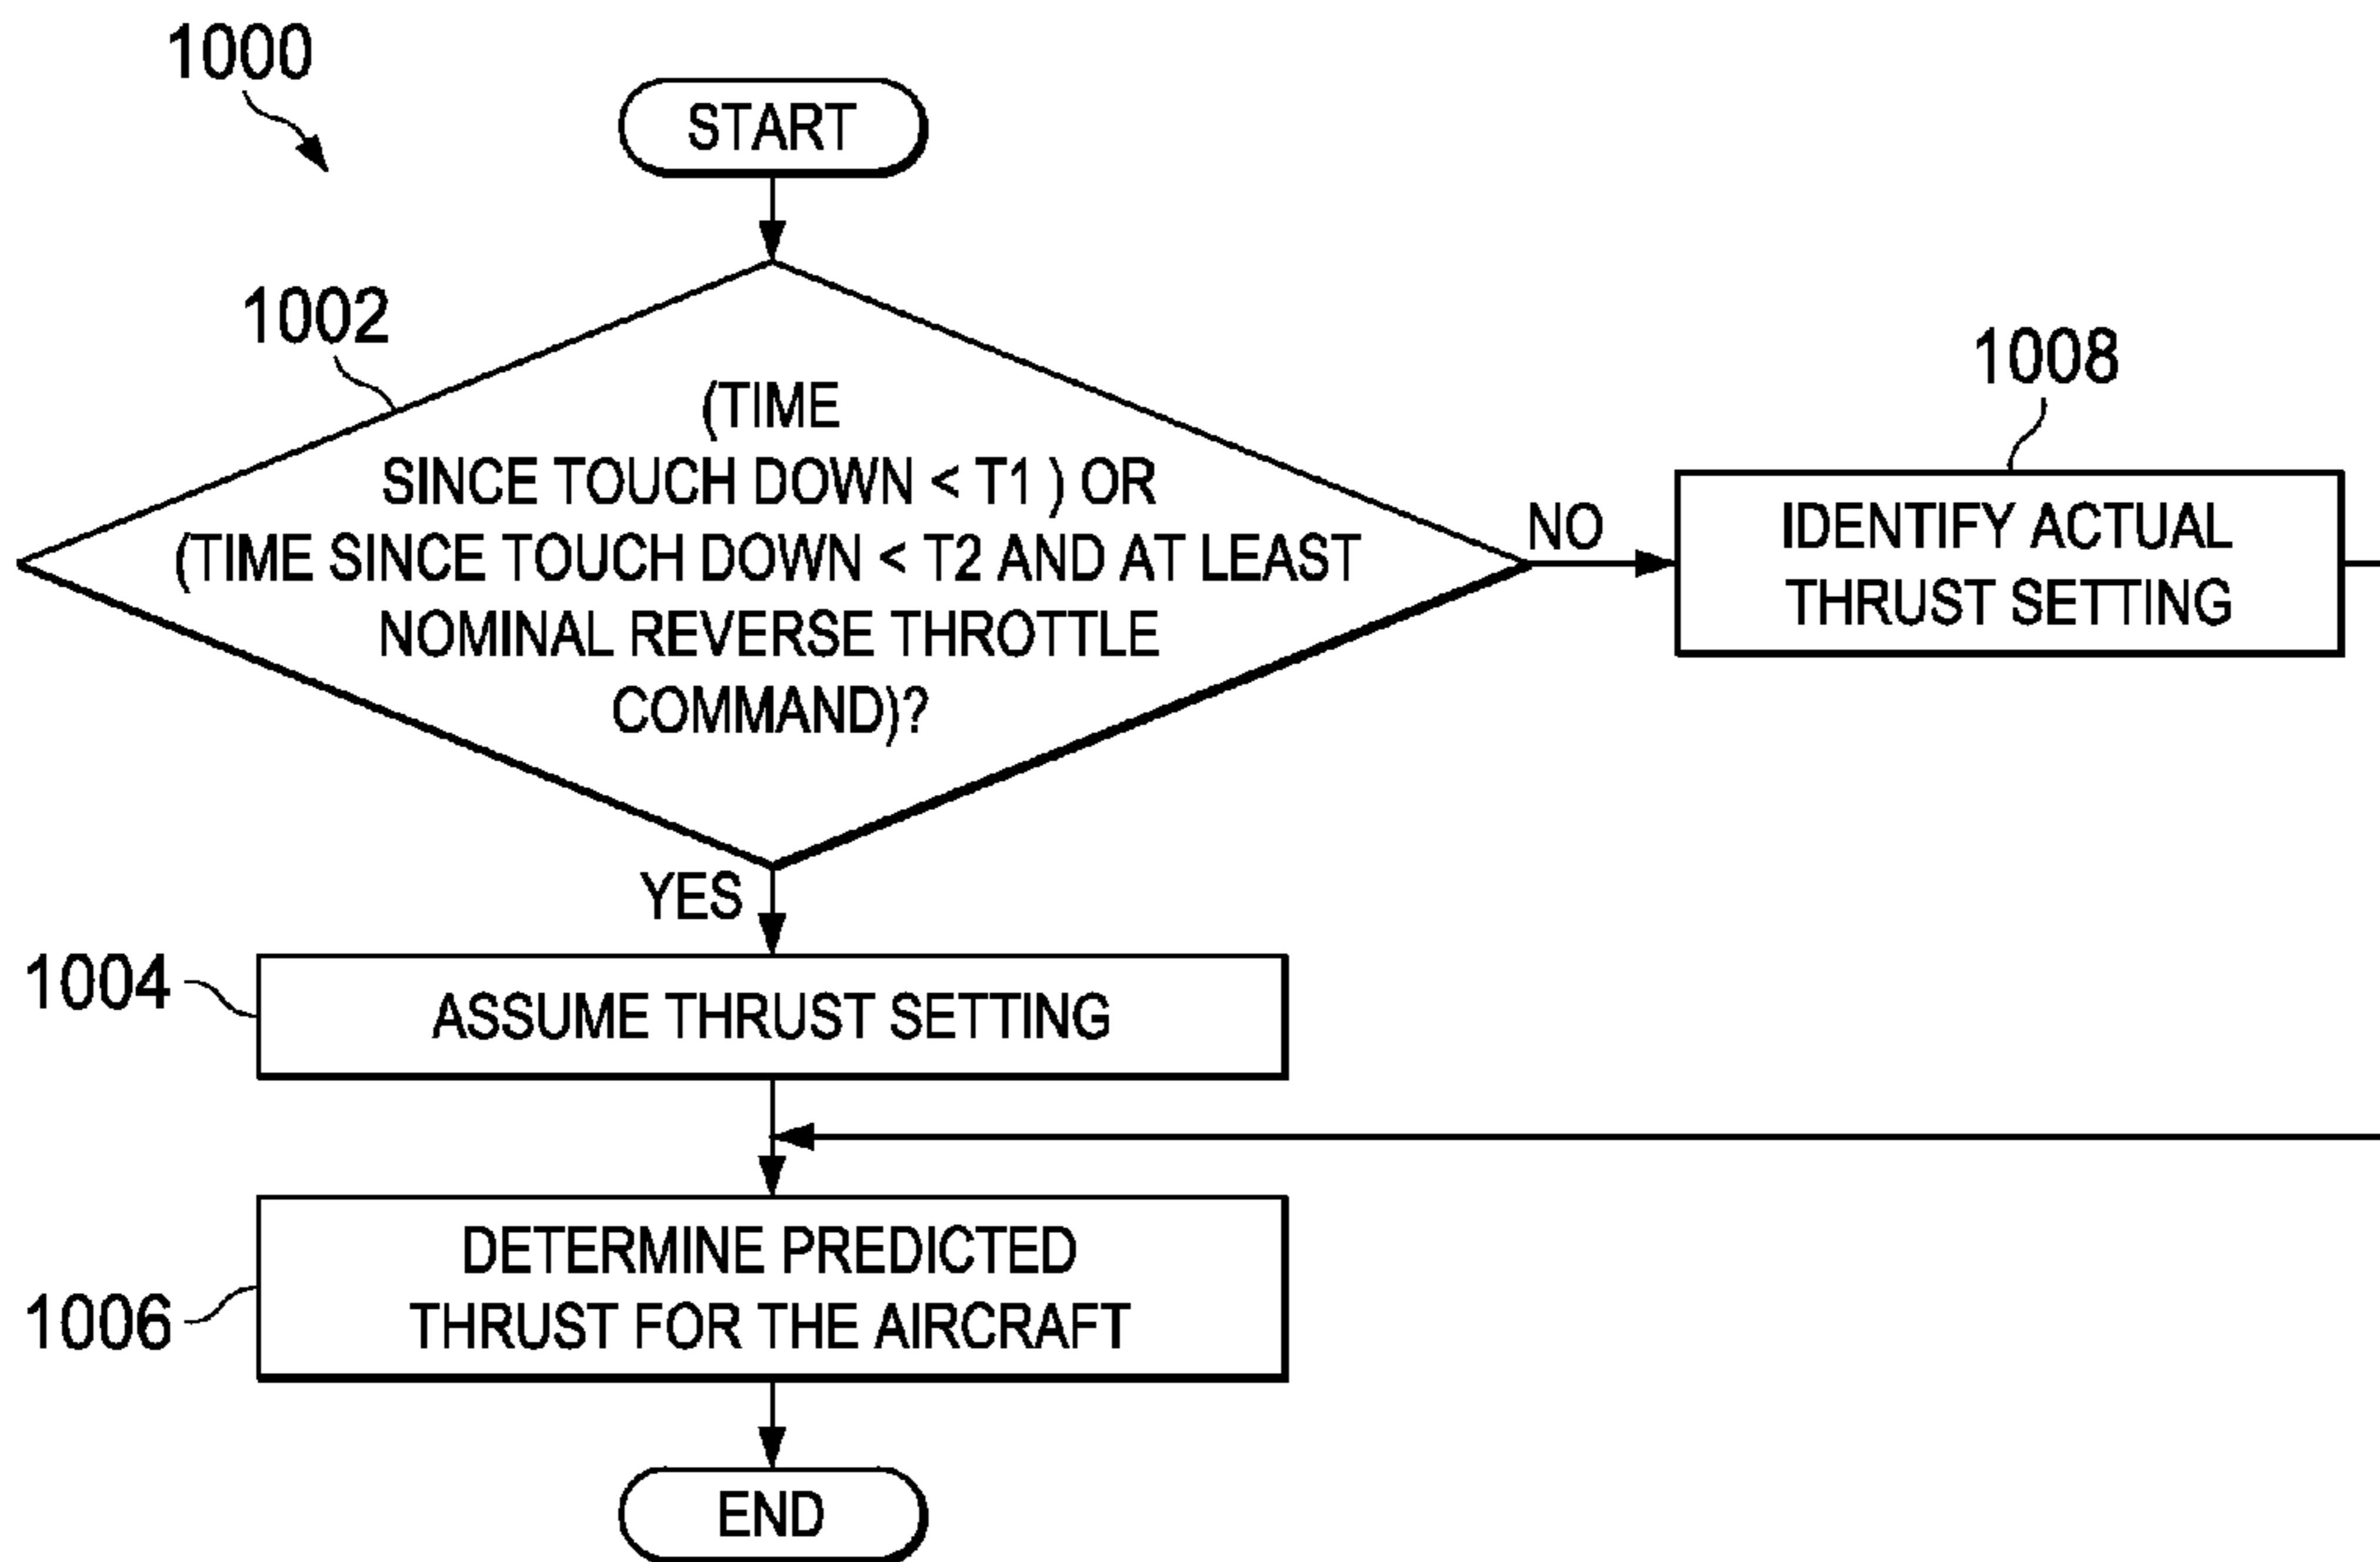 1000
START
1002
(TIME
SINCE TOUCH DOWN < T1 ) OR
(TIME SINCE TOUCH DOWN < T2 AND AT LEAST
NOMINAL REVERSE THROTTLE
COMMAND)?
NO
1008
IDENTIFY ACTUAL
THRUST SETTING
YES
1004
ASSUME THRUST SETTING
DETERMINE PREDICTED
THRUST FOR THE AIRCRAFT
1006
END